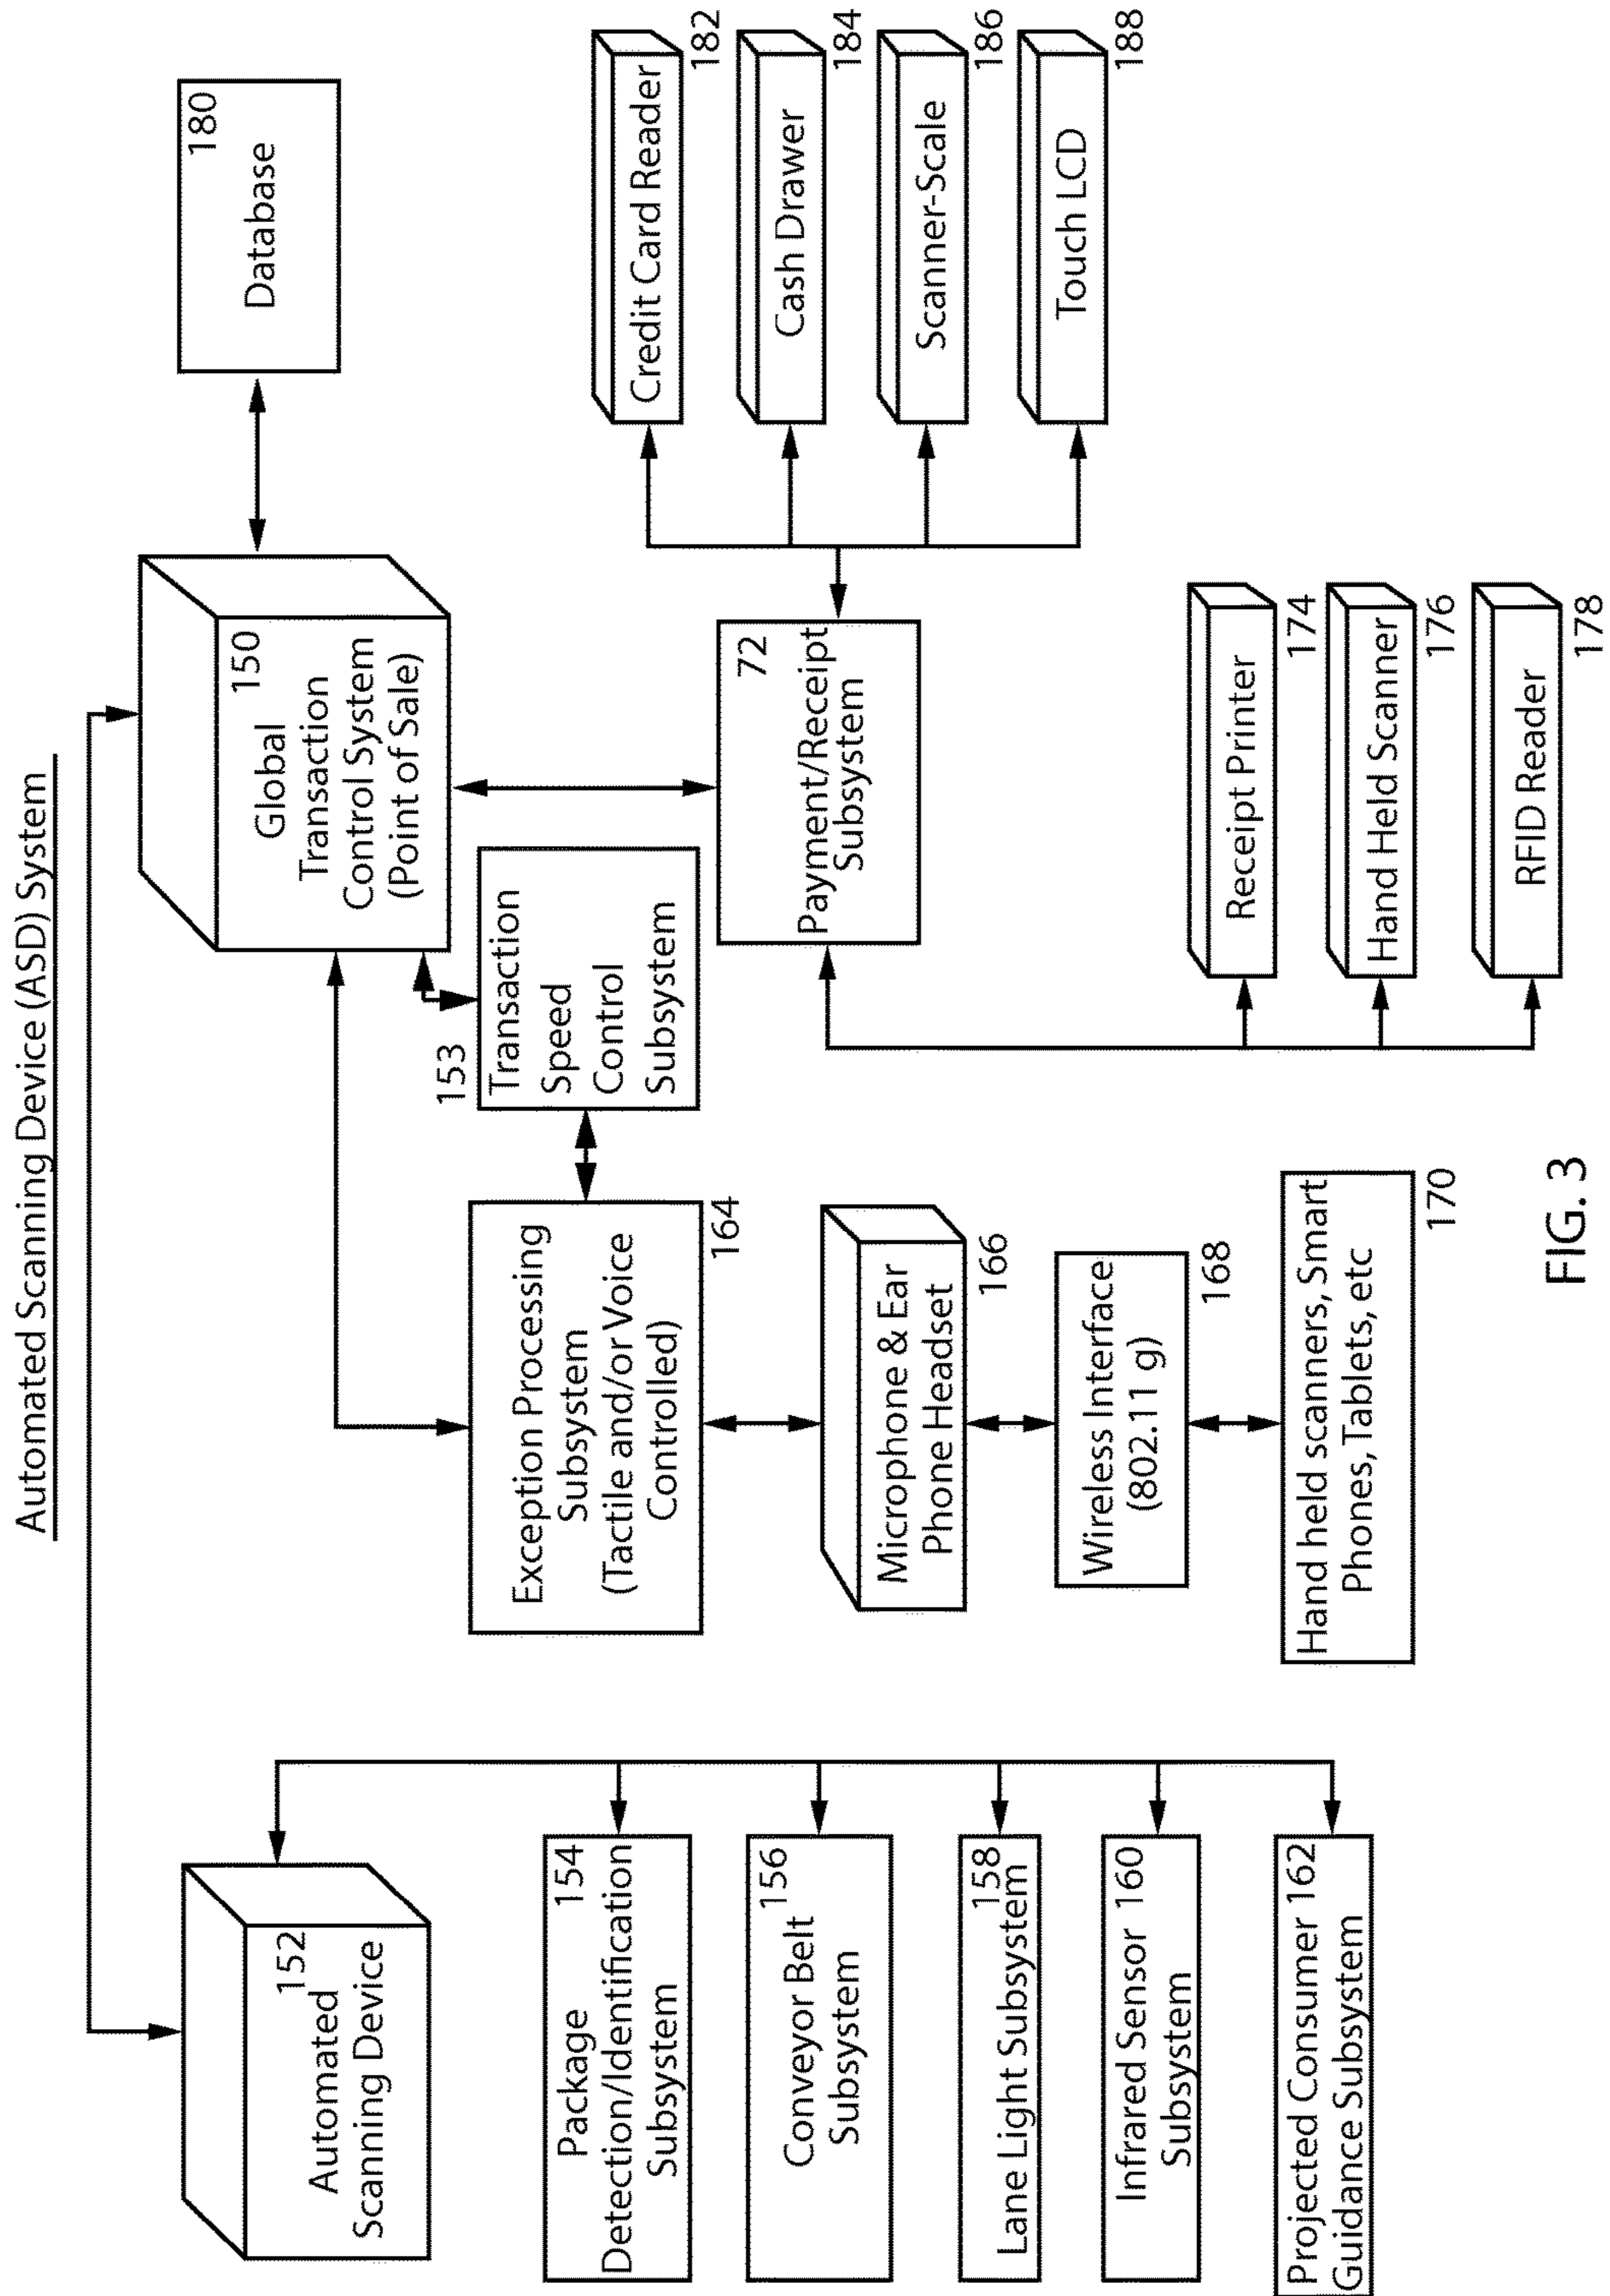 Automated Scanning Device (ASD) System
152
Automated
Scanning Device
154
Package
Detection/Identification
Subsystem
156
Conveyor Belt
Subsystem
158
Lane Light Subsystem
Infrared Sensor 160
Subsystem
Projected Consumer 162
Guidance Subsystem
Exception Processing
Subsystem
(Tactile and/or Voice
Controlled)
164
Microphone & Ear
Phone Headset
166
Wireless Interface
(802.11 g)
168
Hand held scanners, Smart
Phones, Tablets, etc
170
153
Transaction
Speed
Control
Subsystem
150
Global
Transaction
Control System
(Point of Sale)
72
Payment/Receipt
Subsystem
Receipt Printer
174
Hand Held Scanner
176
RFID Reader
178
180
Database
Credit Card Reader
182
Cash Drawer
184
Scanner-Scale
186
Touch LCD
188
FIG. 3